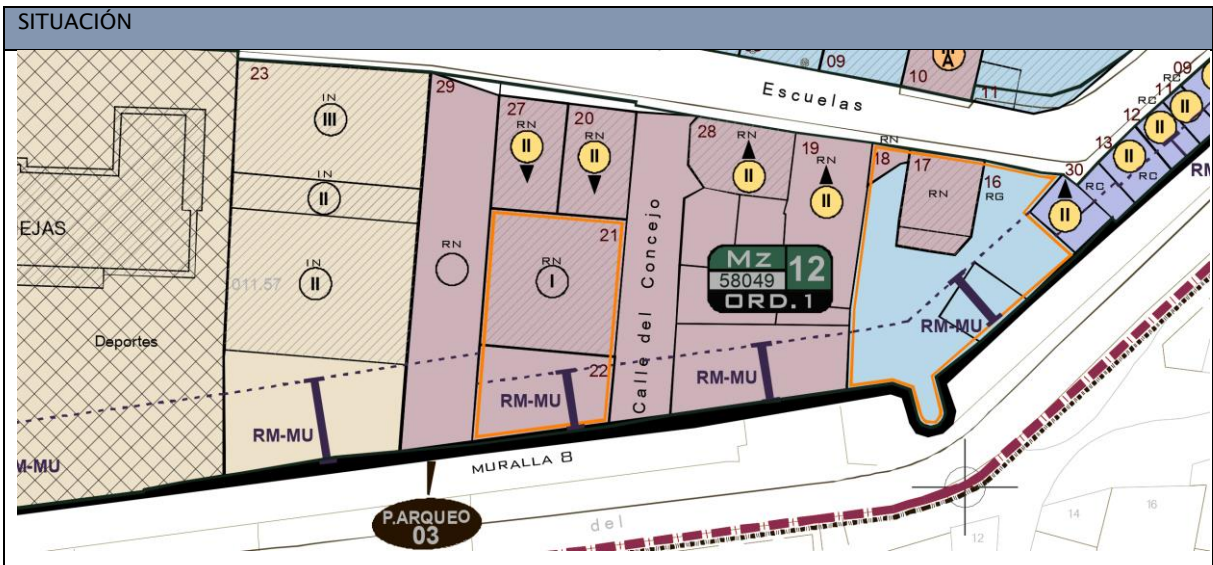 SITUACIÓN
23
IN
III
IN
II
IN
II
011.57
EJAS
Deportes
RM-MU
M-MU
29
RN
27
RN
II
20
RN
II
21
RN
I
22
RM-MU
Calle del Concejo
28
RN
II
19
RN
II
Mz 12
58049
ORD.1
RM-MU
09
10
A
11
Escuelas
RN
18
17
RN
16
RG
RM-MU
30
II
RC
13
II
RC
12
RC
II
11
RC
II
09
RM
MURALLA B
P.ARQUEO
03
del
14
16
12